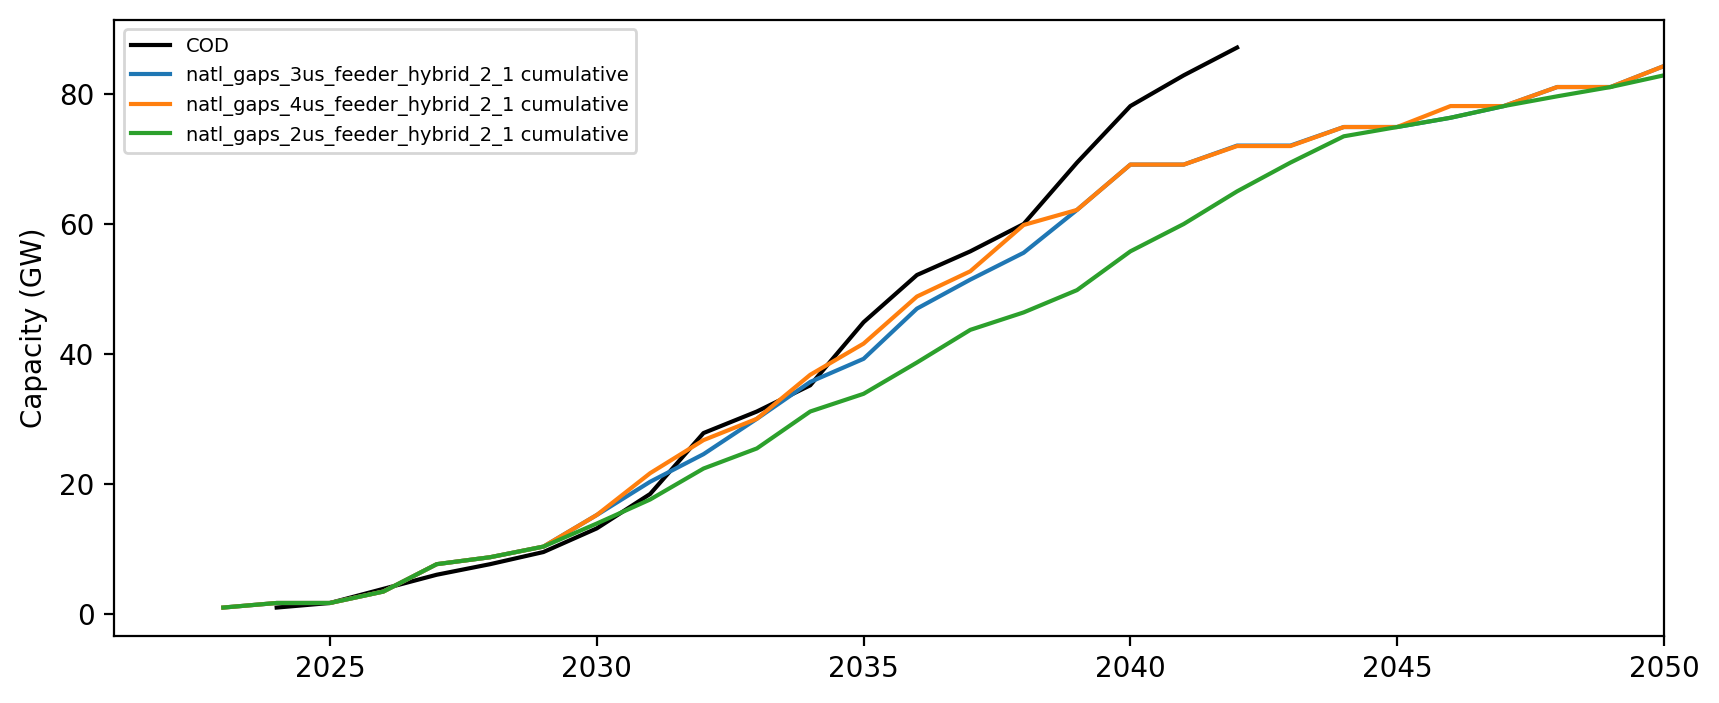 COD
natl_gaps_3us_feeder_hybrid_2_1 cumulative
natl_gaps_4us_feeder_hybrid_2_1 cumulative
natl_gaps_2us_feeder_hybrid_2_1 cumulative
Capacity (GW)
80
60
40
20
0
2025 2030 2035 2040 2045 2050